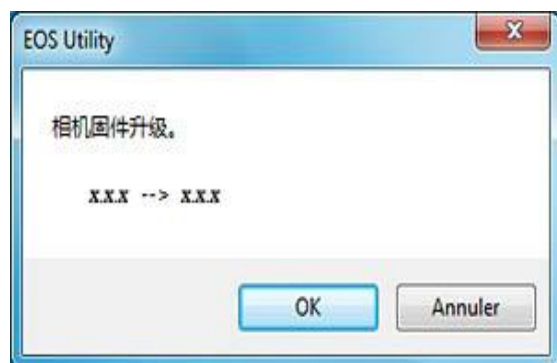 EOS Utility
相机固件升级。
x.x.x --> x.x.x
OK
Annuler